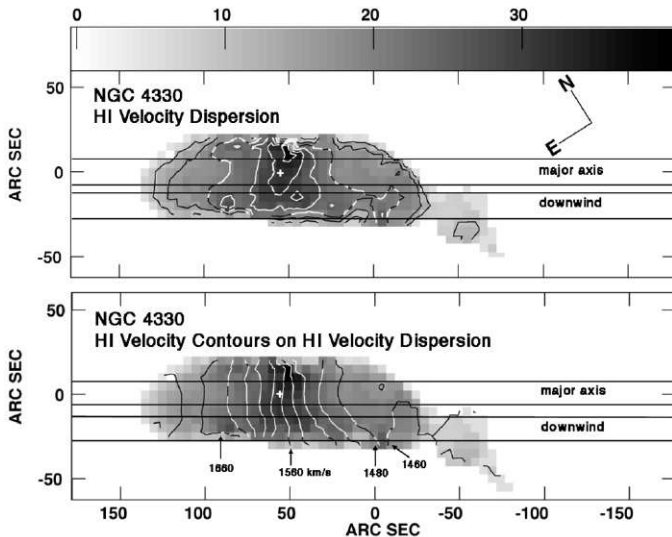 0 10 20 30
NGC 4330
HI Velocity Dispersion
N
E
50
0
-50
ARC SEC
major axis
downwind
NGC 4330
HI Velocity Contours on HI Velocity Dispersion
50
0
-50
ARC SEC
major axis
downwind
1660
1560 km/s
1480
1460
150 100 50 0 -50 -100 -150
ARC SEC